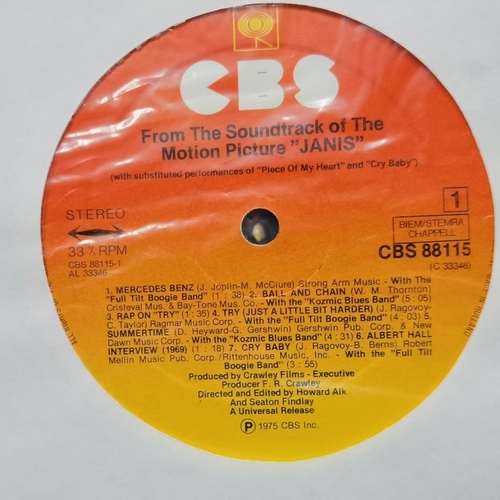 CBS
From The Soundtrack of The
Motion Picture "JANIS"
(with substituted performances of "Piece Of My Heart" and "Cry Baby")
STEREO
33 ⅓ RPM
CBS 88115-1
AL 33346
1
BIEM/STEMRA
CHAPPELL
CBS 88115
(C 33346)
1. MERCEDES BENZ (J. Joplin-M. McClure) Strong Arm Music - With The
"Full Tilt Boogie Band" (1 : 38) 2. BALL AND CHAIN (W. M. Thornton)
Cristeval Mus. & Bay-Tone Mus. Co. - With the "Kozmic Blues Band" (5 : 05)
3. RAP ON "TRY" (1 : 35) 4. TRY (JUST A LITTLE BIT HARDER) (J. Ragovoy-
C. Taylor) Ragmar Music Corp. - With the "Full Tilt Boogie Band" (4 : 03) 5.
SUMMERTIME (D. Heyward-G. Gershwin) Gershwin Pub. Corp. & New
Dawn Music Corp. - With the "Kozmic Blues Band" (4 : 31) 6. ALBERT HALL
INTERVIEW (1969) (1 : 18) 7. CRY BABY (J. Ragavoy-B. Berns) Robert
Mellin Music Pub. Corp./Rittenhouse Music, Inc. - With the "Full Tilt
Boogie Band" (3 : 55)
Produced by Crawley Films - Executive
Producer F. R. Crawley
Directed and Edited by Howard Alk
And Seaton Findlay
A Universal Release
Ⓟ 1975 CBS Inc.